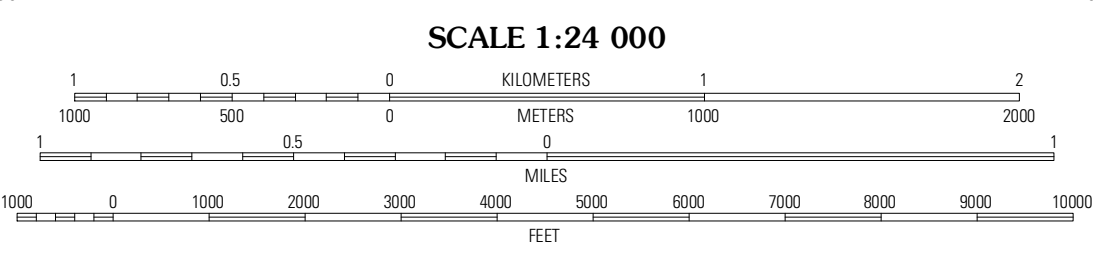 SCALE 1:24 000
1 0.5 0 KILOMETERS 1 2
1000 500 0 METERS 1000 2000
1 0.5 0 1
MILES
1000 0 1000 2000 3000 4000 5000 6000 7000 8000 9000 10000
FEET